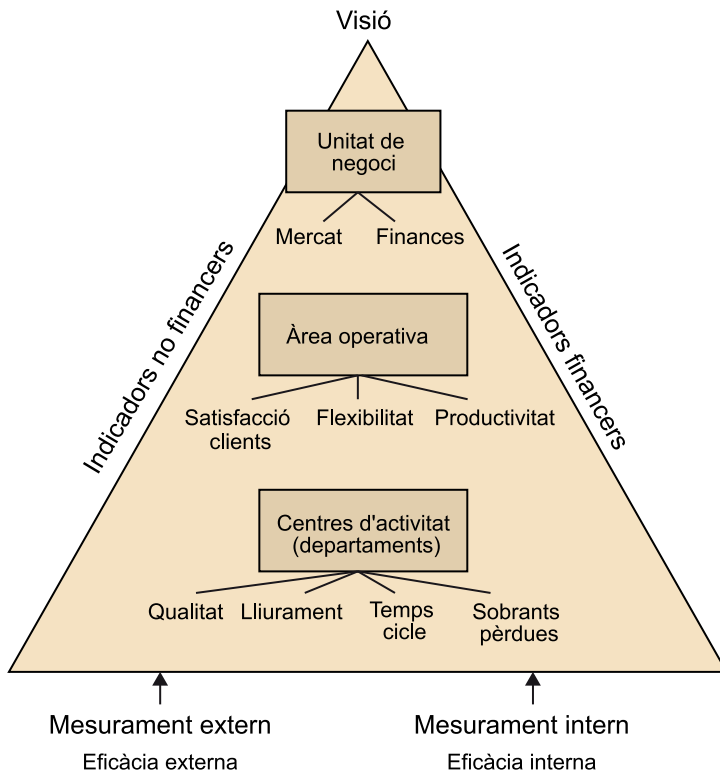 Visió
Unitat de
negoci
Mercat
Finances
Indicadors no financers
Indicadors financers
Àrea operativa
Satisfacció
clients
Flexibilitat
Productivitat
Centres d'activitat
(departaments)
Qualitat
Lliurament
Temps
cicle
Sobrants
pèrdues
Mesurament extern
Eficàcia externa
Mesurament intern
Eficàcia interna